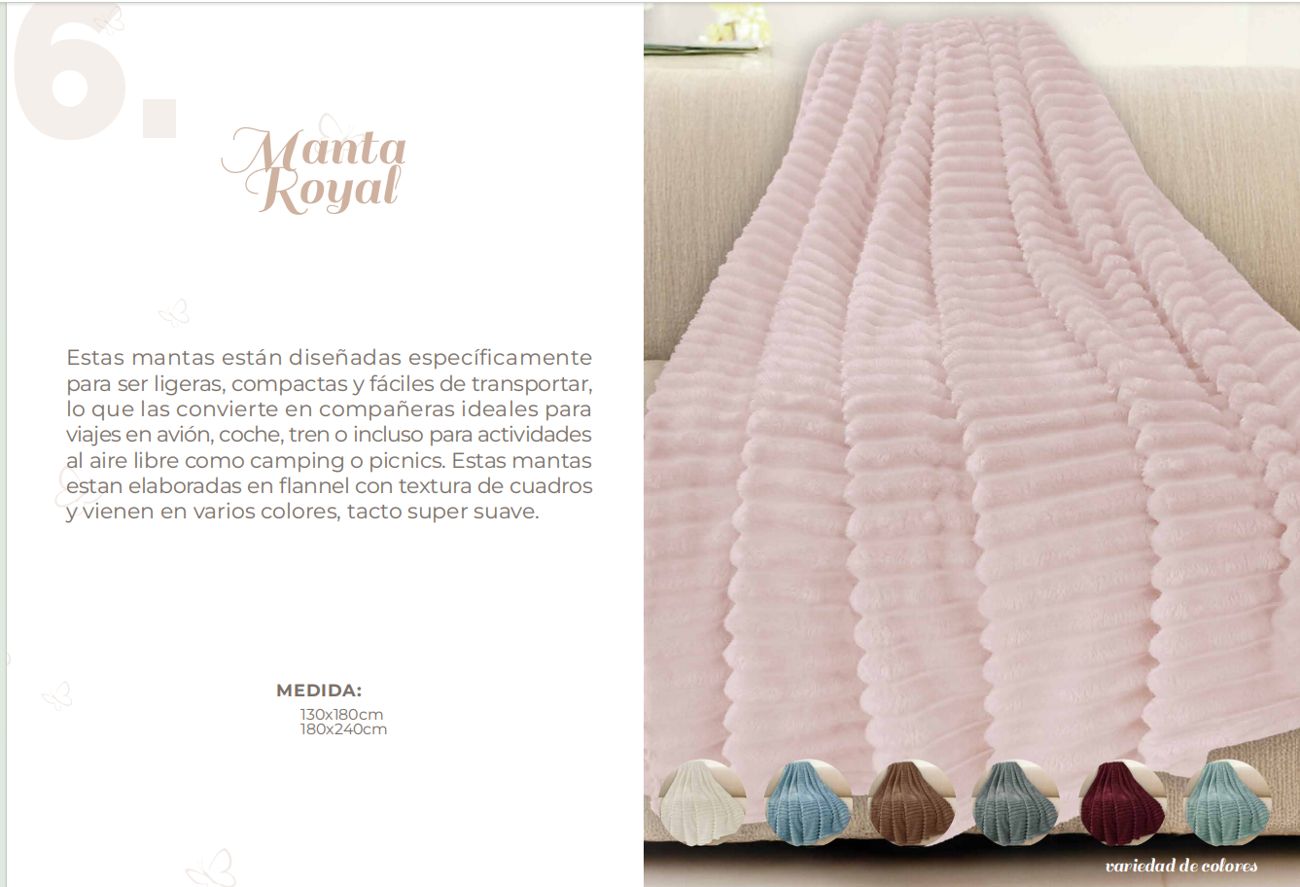 6.
Manta
Royal
Estas mantas están diseñadas específicamente
para ser ligeras, compactas y fáciles de transportar,
lo que las convierte en compañeras ideales para
viajes en avión, coche, tren o incluso para actividades
al aire libre como camping o picnics. Estas mantas
estan elaboradas en flannel con textura de cuadros
y vienen en varios colores, tacto super suave.
MEDIDA:
130x180cm
180x240cm
variedad de colores